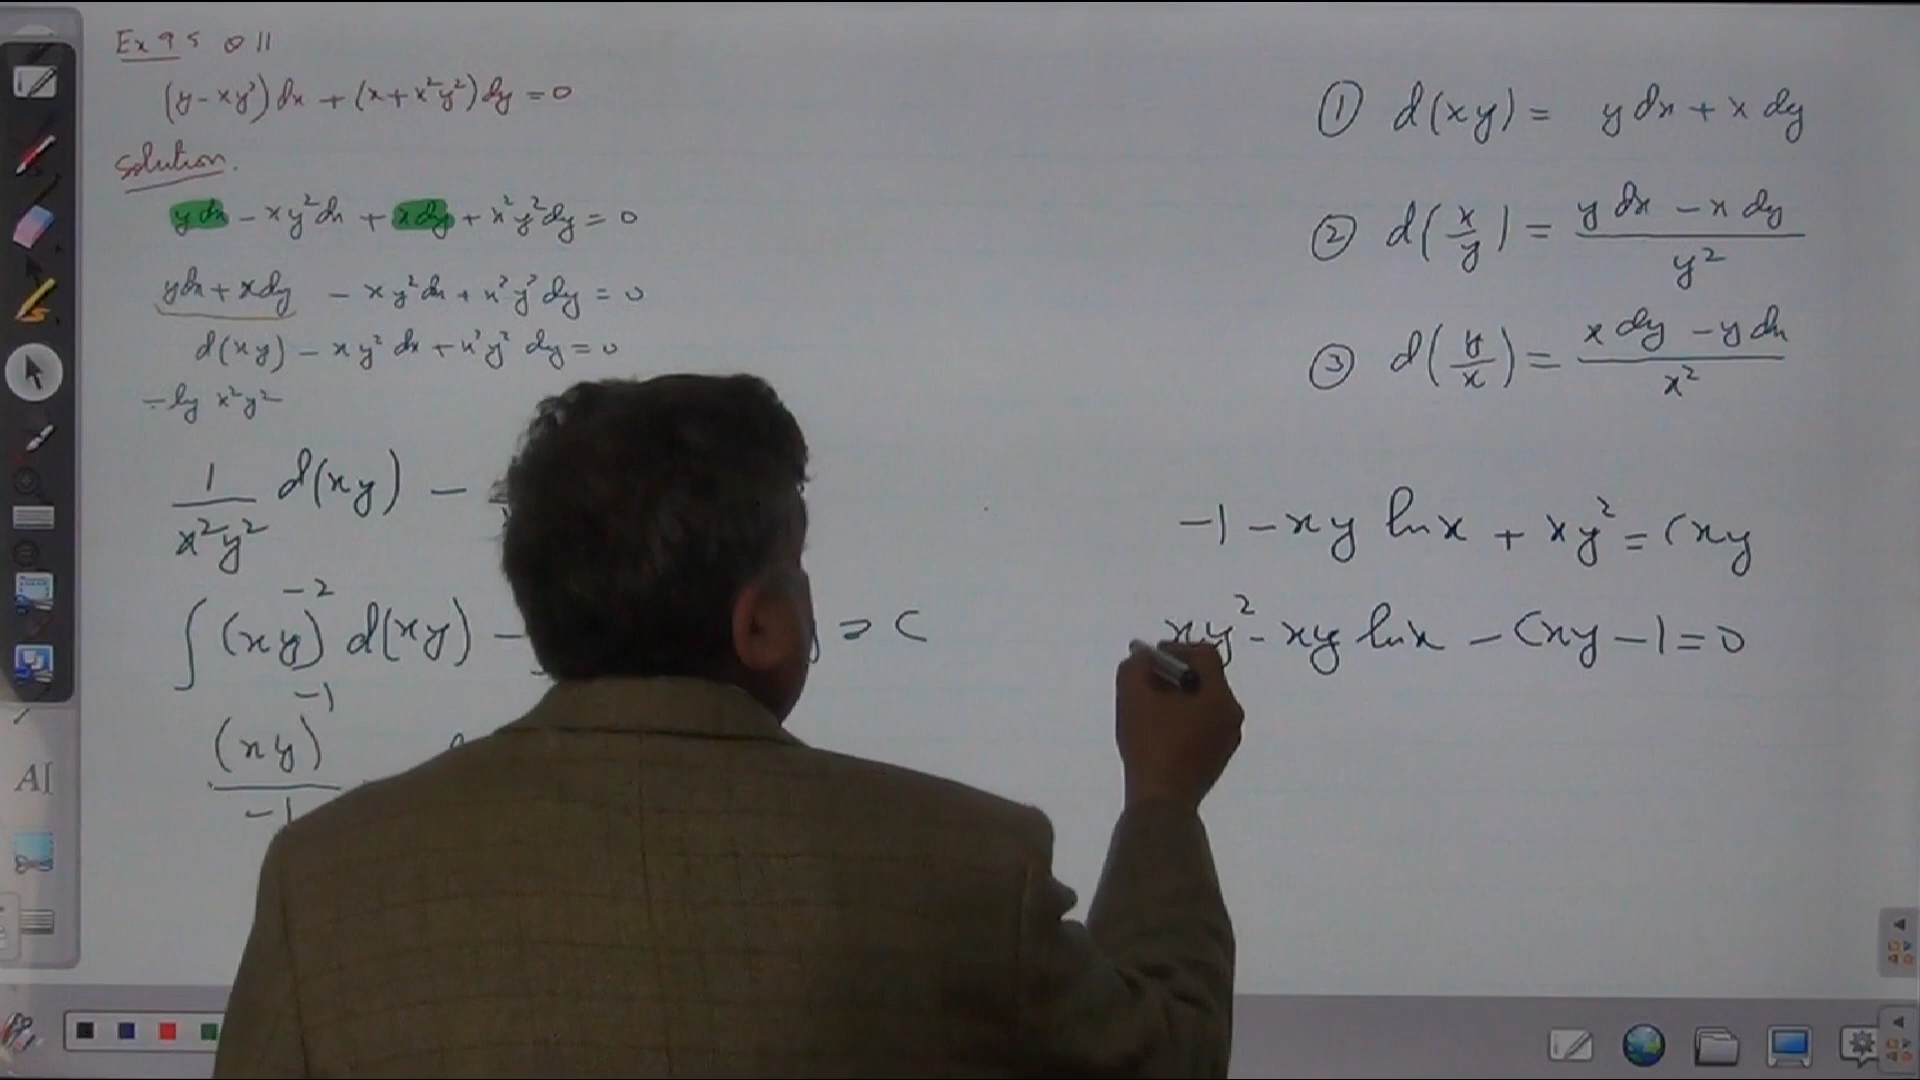 Ex 9 5 Q 11
(y - xy²) dx + (x + x²y²) dy = 0
Solution.
y dx - xy² dx + x dy + x²y² dy = 0
y dx + x dy - xy² dx + x²y² dy = 0
d(xy) - xy² dx + x²y² dy = 0
÷ by x²y²
1/x²y² d(xy) -
∫ (xy)⁻² d(xy) - = C
(xy)⁻¹/-1
① d(xy) = y dx + x dy
② d(x/y) = (y dx - x dy)/y²
③ d(y/x) = (x dy - y dx)/x²
-1 - xy ln x + xy² = Cxy
xy² - xy ln x - Cxy - 1 = 0
A